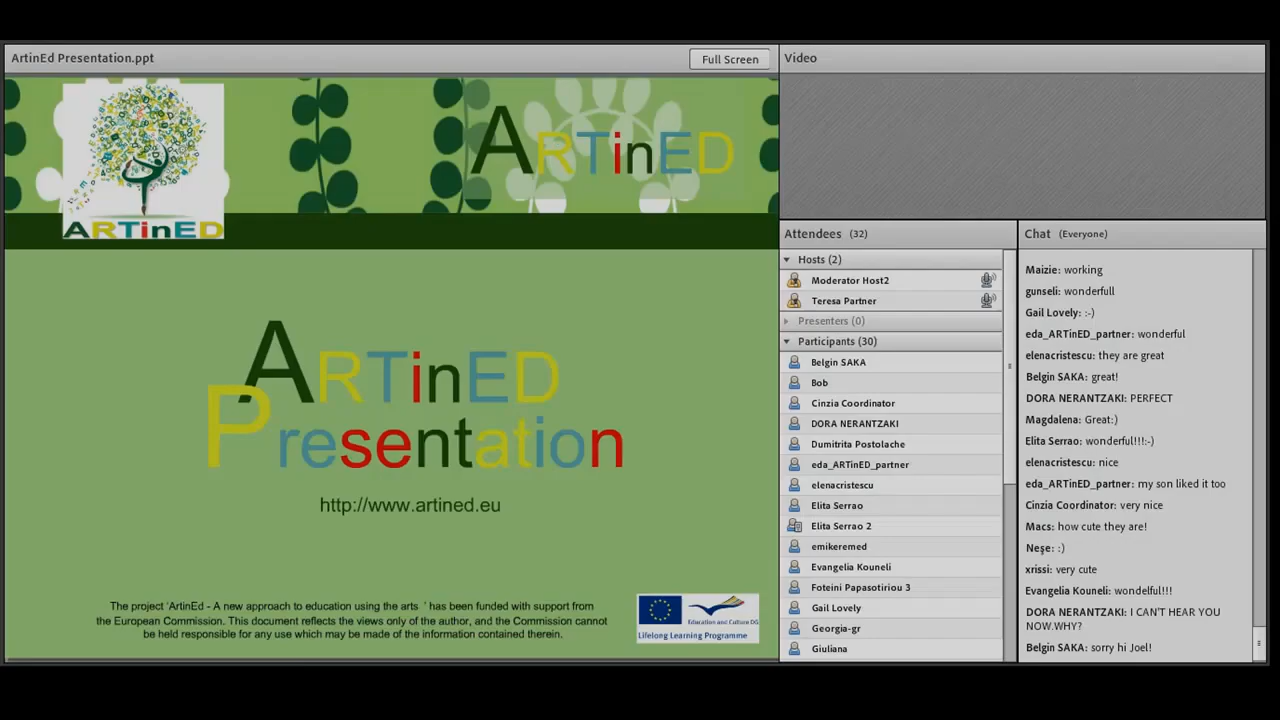 ArtinEd Presentation.ppt
Full Screen
ARTinED
ARTinED
ARTinED
Presentation
http://www.artined.eu
The project ‘ArtinEd - A new approach to education using the arts ’ has been funded with support from
the European Commission. This document reflects the views only of the author, and the Commission cannot
be held responsible for any use which may be made of the information contained therein.
Education and Culture DG
Lifelong Learning Programme
Video
Attendees (32)
Hosts (2)
Moderator Host2
Teresa Partner
Presenters (0)
Participants (30)
Belgin SAKA
Bob
Cinzia Coordinator
DORA NERANTZAKI
Dumitrita Postolache
eda_ARTinED_partner
elenacristescu
Elita Serrao
Elita Serrao 2
emikeremed
Evangelia Kouneli
Foteini Papasotiriou 3
Gail Lovely
Georgia-gr
Giuliana
Chat (Everyone)
Maizie: working
gunseli: wonderfull
Gail Lovely: :-)
eda_ARTinED_partner: wonderful
elenacristescu: they are great
Belgin SAKA: great!
DORA NERANTZAKI: PERFECT
Magdalena: Great:)
Elita Serrao: wonderful!!!:-)
elenacristescu: nice
eda_ARTinED_partner: my son liked it too
Cinzia Coordinator: very nice
Macs: how cute they are!
Neşe: :)
xrissi: very cute
Evangelia Kouneli: wondelful!!!
DORA NERANTZAKI: I CAN'T HEAR YOU
NOW.WHY?
Belgin SAKA: sorry hi Joel!